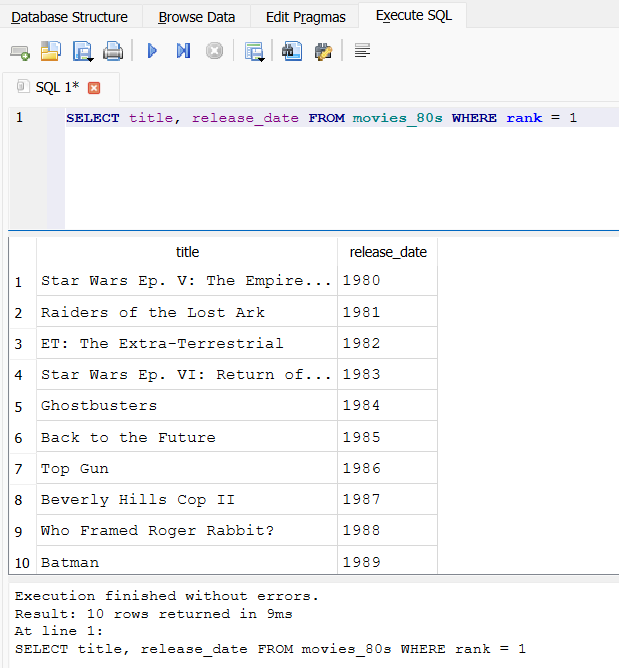 Database Structure Browse Data Edit Pragmas Execute SQL
SQL 1*
1 SELECT title, release_date FROM movies_80s WHERE rank = 1
title release_date
1 Star Wars Ep. V: The Empire... 1980
2 Raiders of the Lost Ark 1981
3 ET: The Extra-Terrestrial 1982
4 Star Wars Ep. VI: Return of... 1983
5 Ghostbusters 1984
6 Back to the Future 1985
7 Top Gun 1986
8 Beverly Hills Cop II 1987
9 Who Framed Roger Rabbit? 1988
10 Batman 1989
Execution finished without errors.
Result: 10 rows returned in 9ms
At line 1:
SELECT title, release_date FROM movies_80s WHERE rank = 1